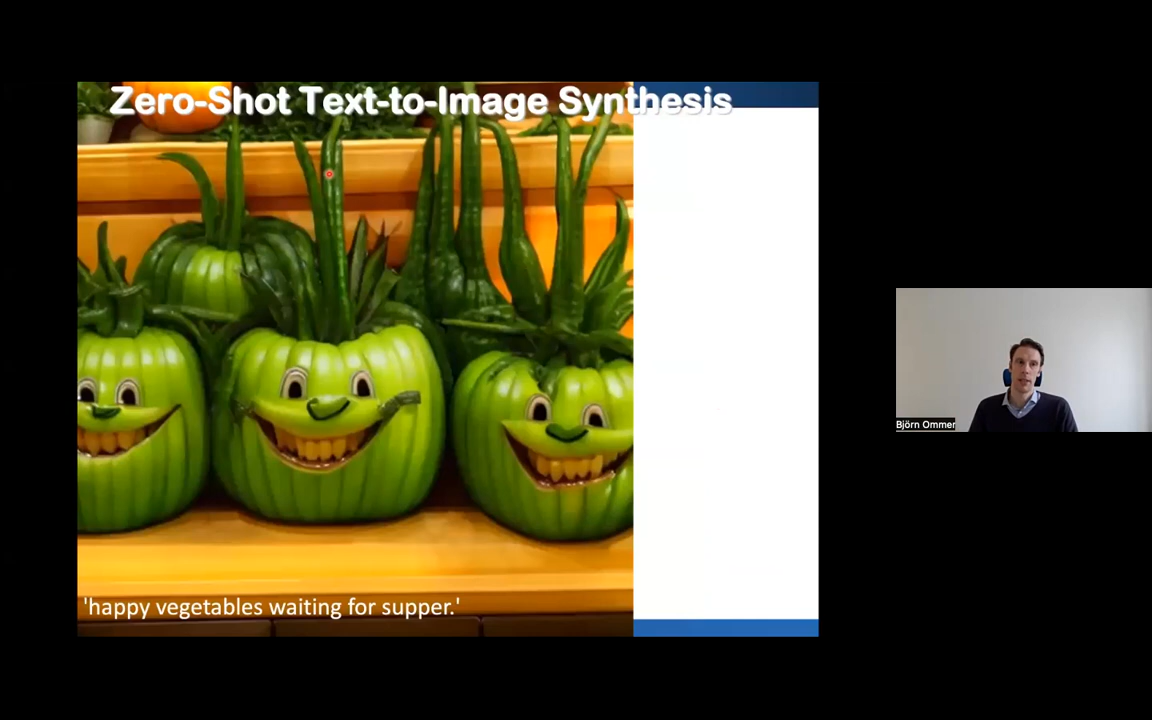 Zero-Shot Text-to-Image Synthesis
'happy vegetables waiting for supper.'
Björn Ommer